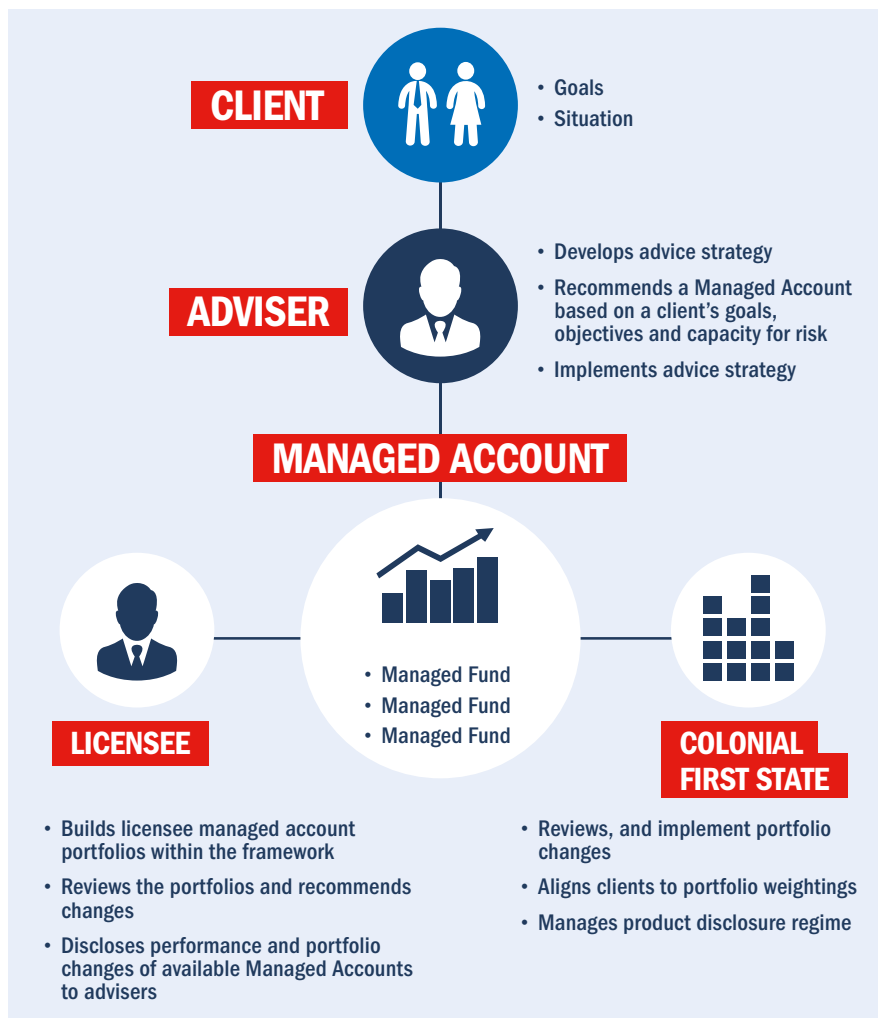 CLIENT
• Goals
• Situation
ADVISER
• Develops advice strategy
• Recommends a Managed Account
based on a client's goals,
objectives and capacity for risk
• Implements advice strategy
MANAGED ACCOUNT
• Managed Fund
• Managed Fund
• Managed Fund
LICENSEE
• Builds licensee managed account
portfolios within the framework
• Reviews the portfolios and recommends
changes
• Discloses performance and portfolio
changes of available Managed Accounts
to advisers
COLONIAL
FIRST STATE
• Reviews, and implement portfolio
changes
• Aligns clients to portfolio weightings
• Manages product disclosure regime